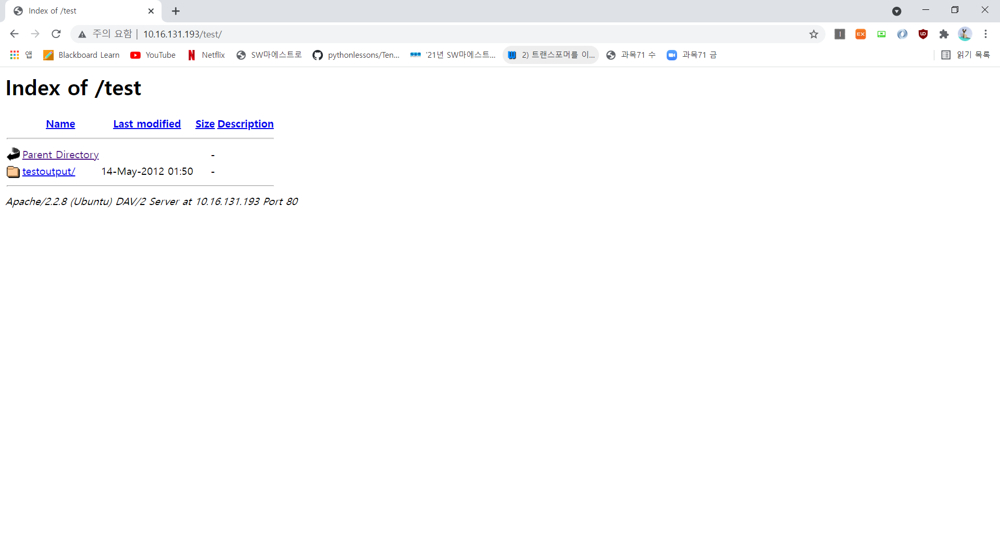 Index of /test
주의 요함 | 10.16.131.193/test/
앱 Blackboard Learn YouTube Netflix SW마에스트로 pythonlessons/Ten... '21년 SW마에스트... 2) 트랜스포머를 이... 과목71 수 과목71 금 읽기 목록
Index of /test
Name Last modified Size Description
Parent Directory -
testoutput/ 14-May-2012 01:50 -
Apache/2.2.8 (Ubuntu) DAV/2 Server at 10.16.131.193 Port 80